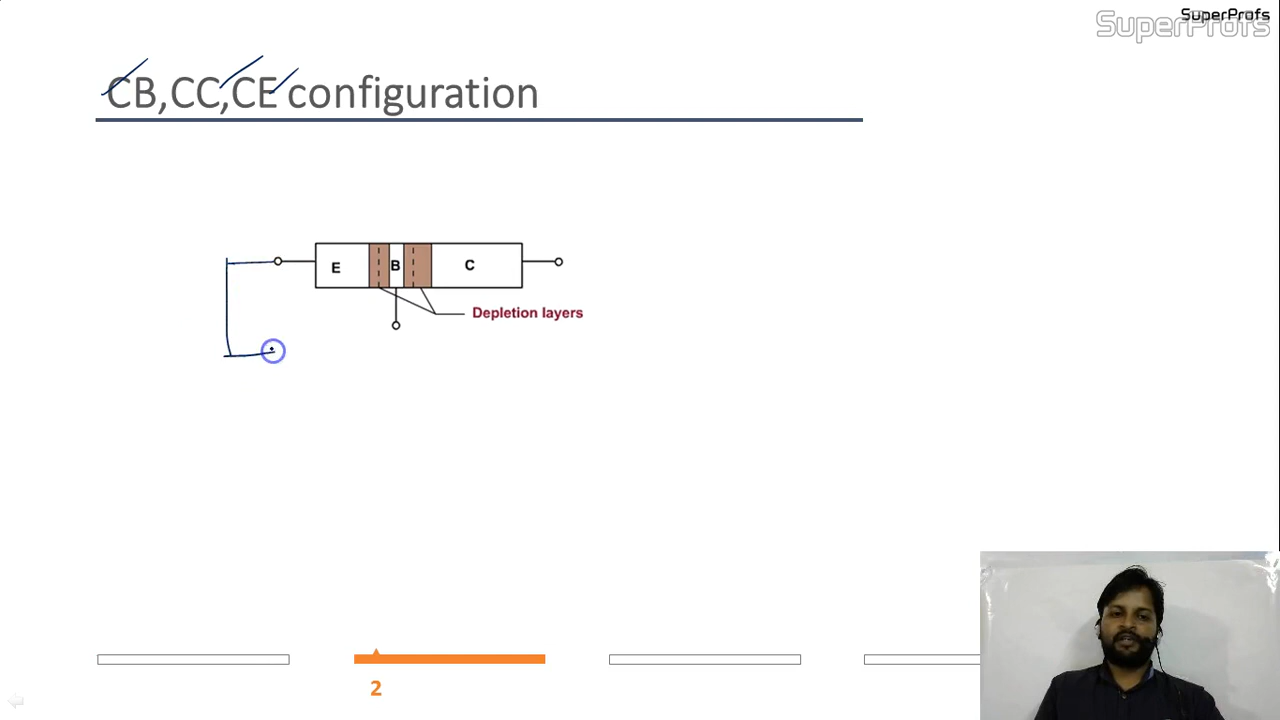 SuperProfs
SuperProfs
CB,CC,CE configuration
E
B
C
Depletion layers
2